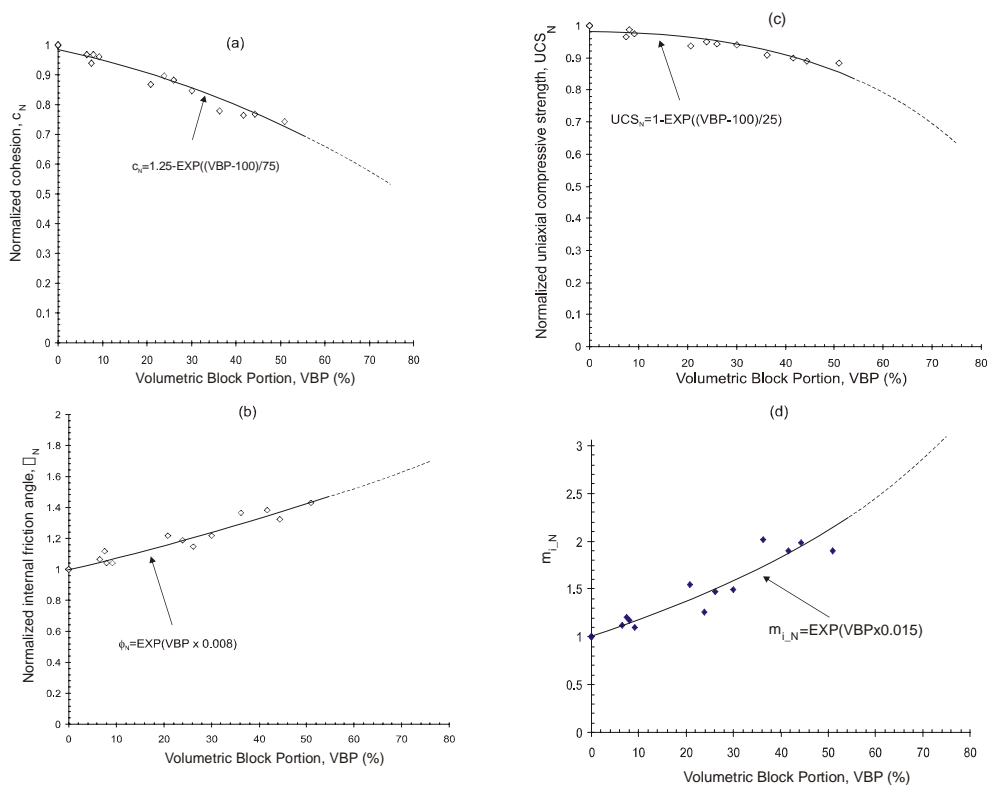 (a)
Normalized cohesion, c_N
1
0.9
0.8
0.7
0.6
0.5
0.4
0.3
0.2
0.1
0
c_N=1.25-EXP((VBP-100)/75)
0 10 20 30 40 50 60 70 80
Volumetric Block Portion, VBP (%)
(c)
Normalized uniaxial compressive strength, UCS_N
1
0.9
0.8
0.7
0.6
0.5
0.4
0.3
0.2
0.1
0
UCS_N=1-EXP((VBP-100)/25)
0 10 20 30 40 50 60 70 80
Volumetric Block Portion, VBP (%)
(b)
Normalized internal friction angle, □_N
2
1.8
1.6
1.4
1.2
1
0.8
0.6
0.4
0.2
0
ϕ_N=EXP(VBP x 0.008)
0 10 20 30 40 50 60 70 80
Volumetric Block Portion, VBP (%)
(d)
m_i_N
3
2.5
2
1.5
1
0.5
0
m_i_N=EXP(VBPx0.015)
0 10 20 30 40 50 60 70 80
Volumetric Block Portion, VBP (%)